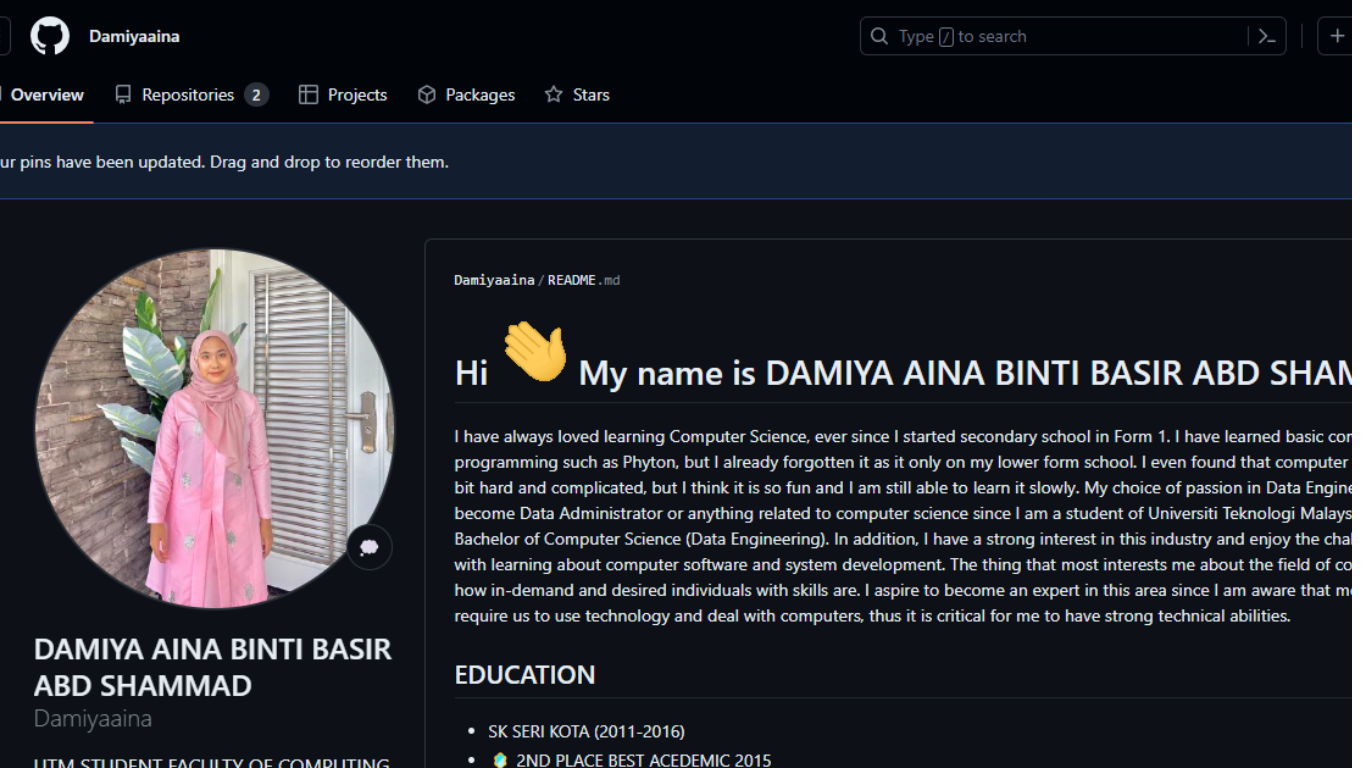 Damiyaaina
Type / to search
Overview
Repositories 2
Projects
Packages
Stars
ur pins have been updated. Drag and drop to reorder them.
Damiyaaina / README.md
Hi 👋 My name is DAMIYA AINA BINTI BASIR ABD SHAM
I have always loved learning Computer Science, ever since I started secondary school in Form 1. I have learned basic co
programming such as Phyton, but I already forgotten it as it only on my lower form school. I even found that computer
bit hard and complicated, but I think it is so fun and I am still able to learn it slowly. My choice of passion in Data Engine
become Data Administrator or anything related to computer science since I am a student of Universiti Teknologi Malays
Bachelor of Computer Science (Data Engineering). In addition, I have a strong interest in this industry and enjoy the cha
with learning about computer software and system development. The thing that most interests me about the field of co
how in-demand and desired individuals with skills are. I aspire to become an expert in this area since I am aware that m
require us to use technology and deal with computers, thus it is critical for me to have strong technical abilities.
EDUCATION
• SK SERI KOTA (2011-2016)
• 2ND PLACE BEST ACEDEMIC 2015
DAMIYA AINA BINTI BASIR
ABD SHAMMAD
Damiyaaina
UTM STUDENT FACULTY OF COMPUTING